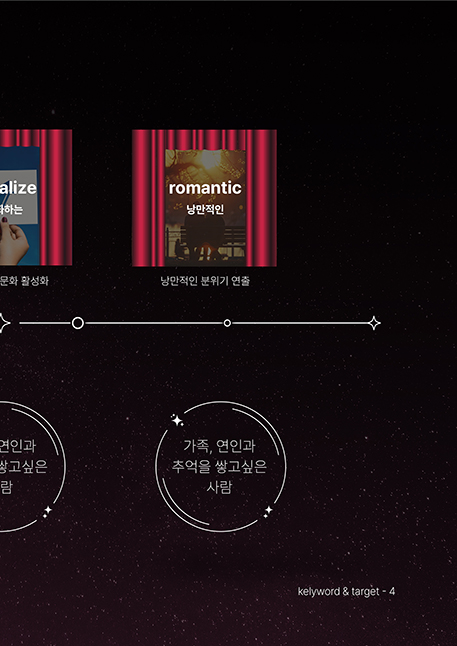 alize
romantic
하는
낭만적인
문화 활성화
낭만적인 분위기 연출
연인과
쌓고싶은
람
가족, 연인과
추억을 쌓고싶은
사람
kelyword & target - 4